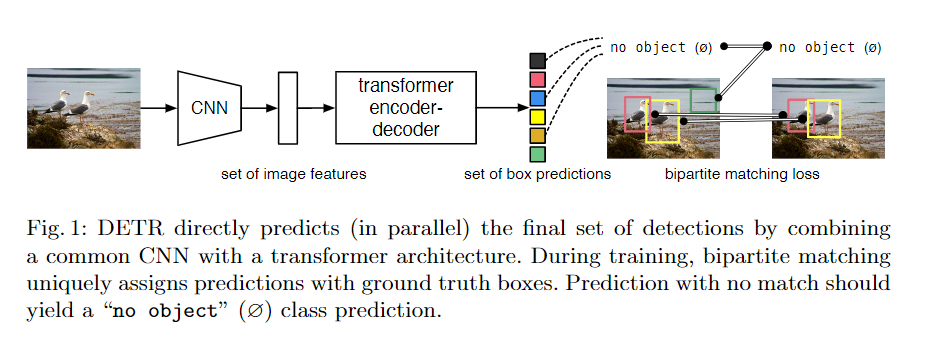 no object (ø)
no object (ø)
CNN
transformer
encoder-
decoder
set of image features
set of box predictions
bipartite matching loss
Fig. 1: DETR directly predicts (in parallel) the final set of detections by combining
a common CNN with a transformer architecture. During training, bipartite matching
uniquely assigns predictions with ground truth boxes. Prediction with no match should
yield a “no object” (∅) class prediction.